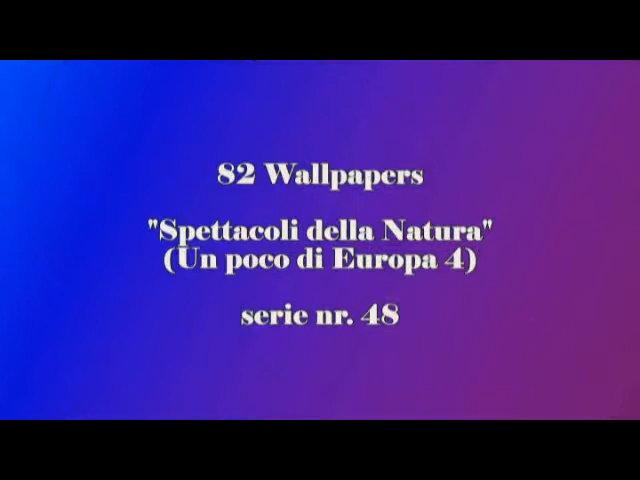 82 Wallpapers
"Spettacoli della Natura"
(Un poco di Europa 4)
serie nr. 48